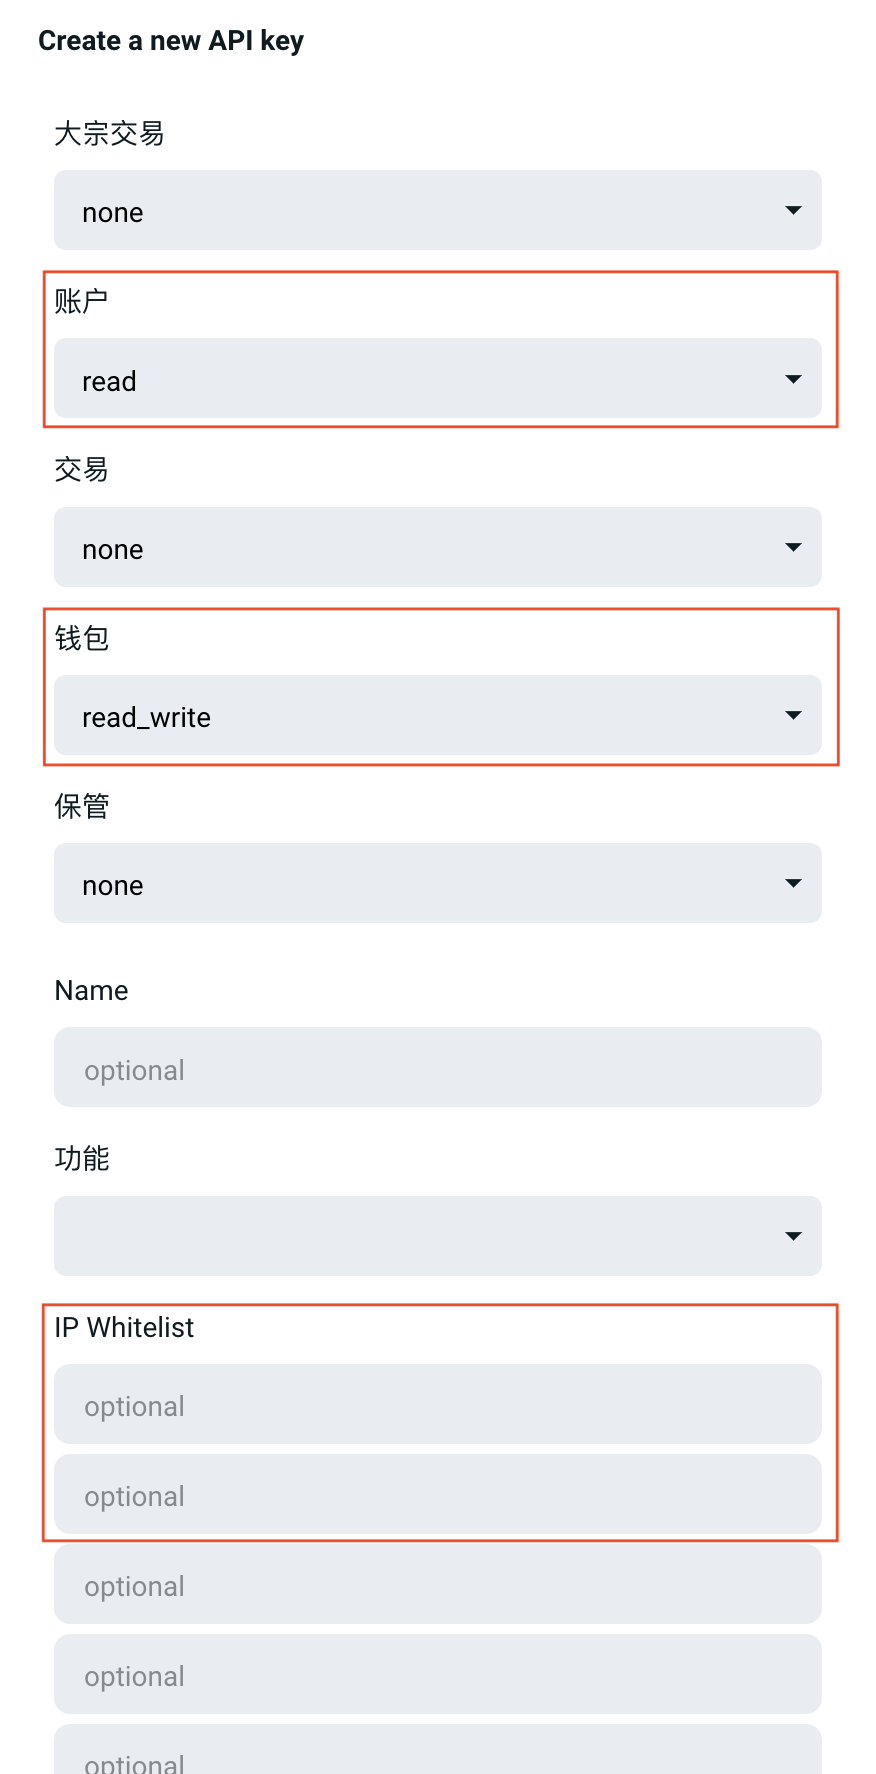 Create a new API key
大宗交易
none
账户
read
交易
none
钱包
read_write
保管
none
Name
optional
功能
IP Whitelist
optional
optional
optional
optional
optional